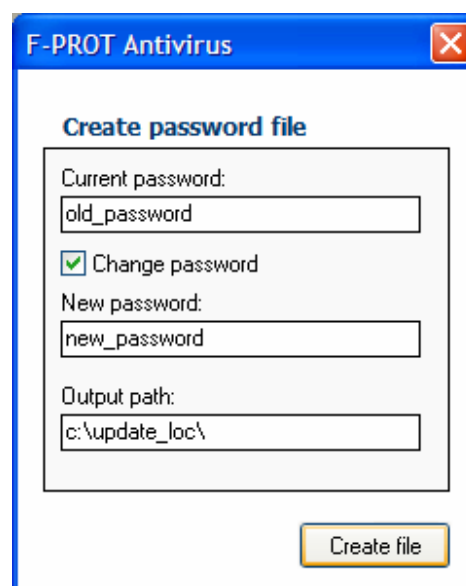 F-PROT Antivirus
Create password file
Current password:
old_password
Change password
New password:
new_password
Output path:
c:\update_loc\
Create file